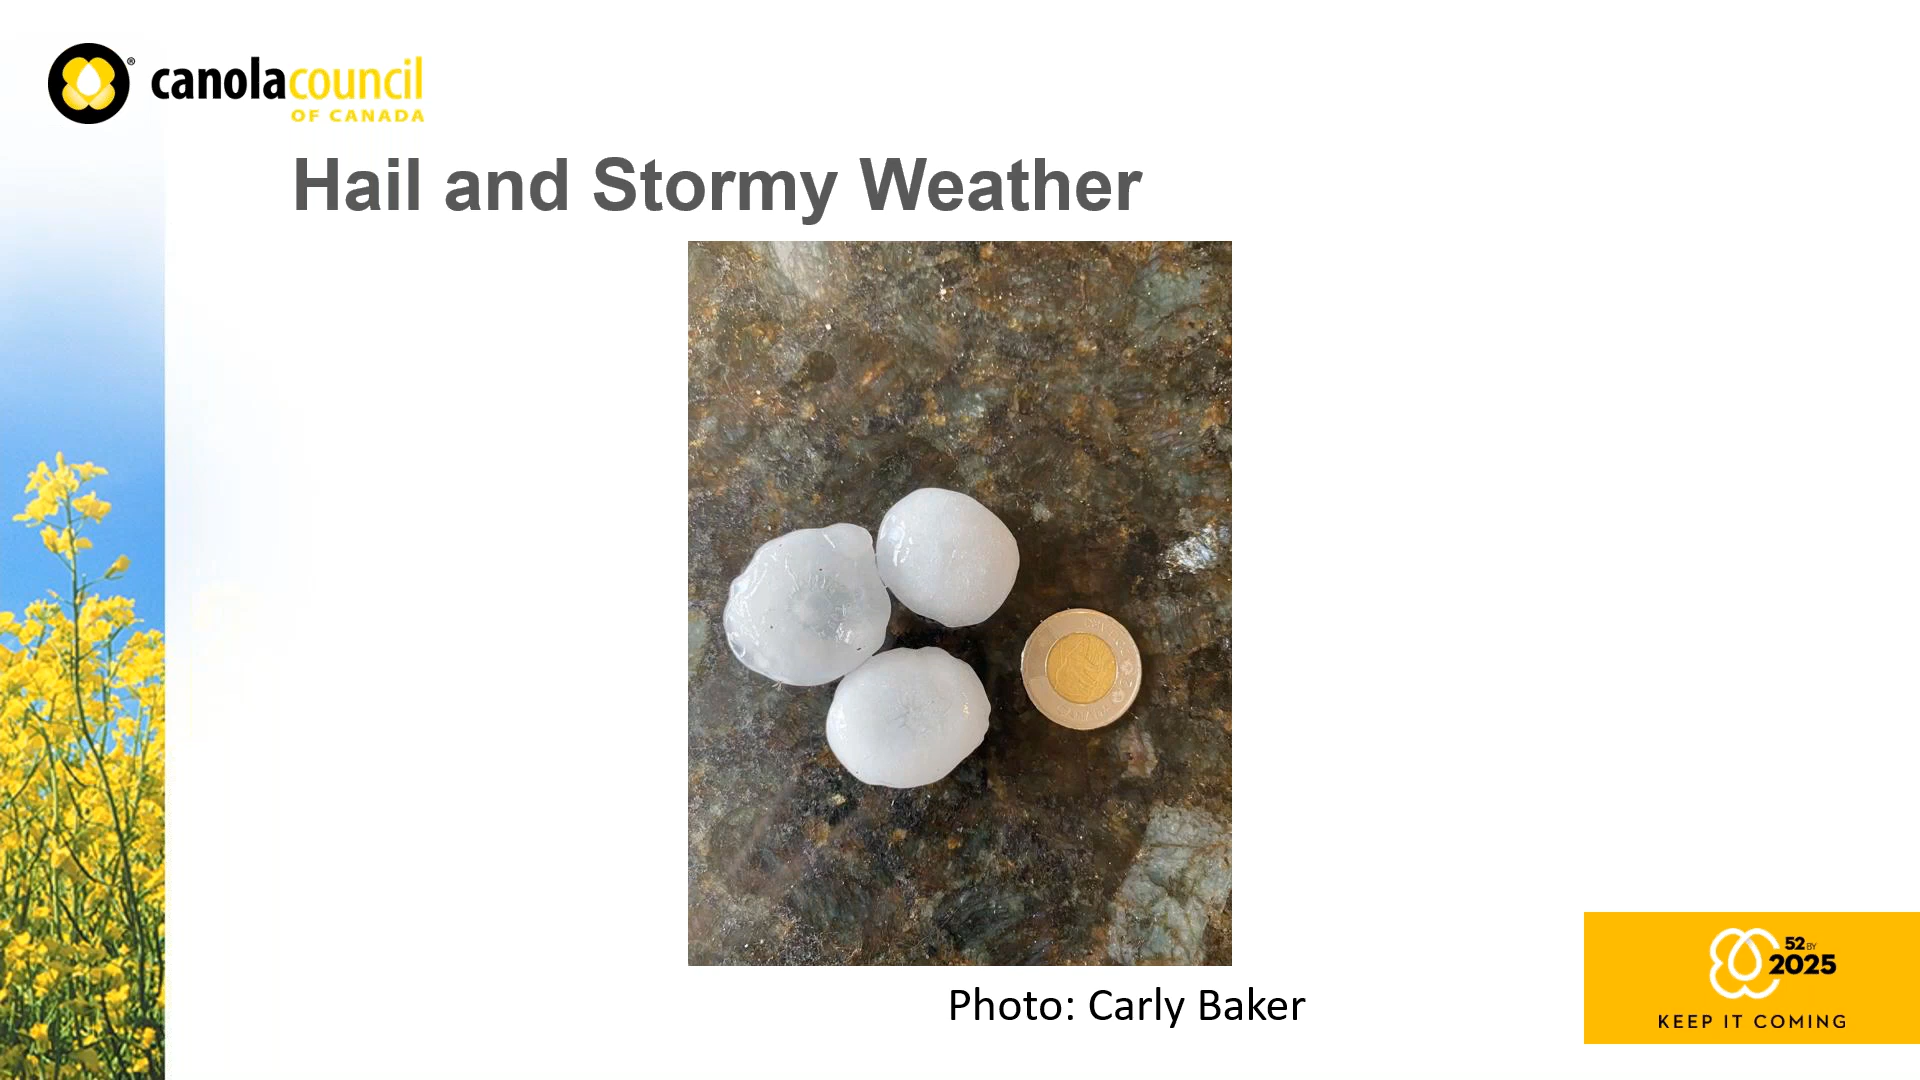 canolacouncil
OF CANADA
Hail and Stormy Weather
Photo: Carly Baker
52 BY
2025
KEEP IT COMING